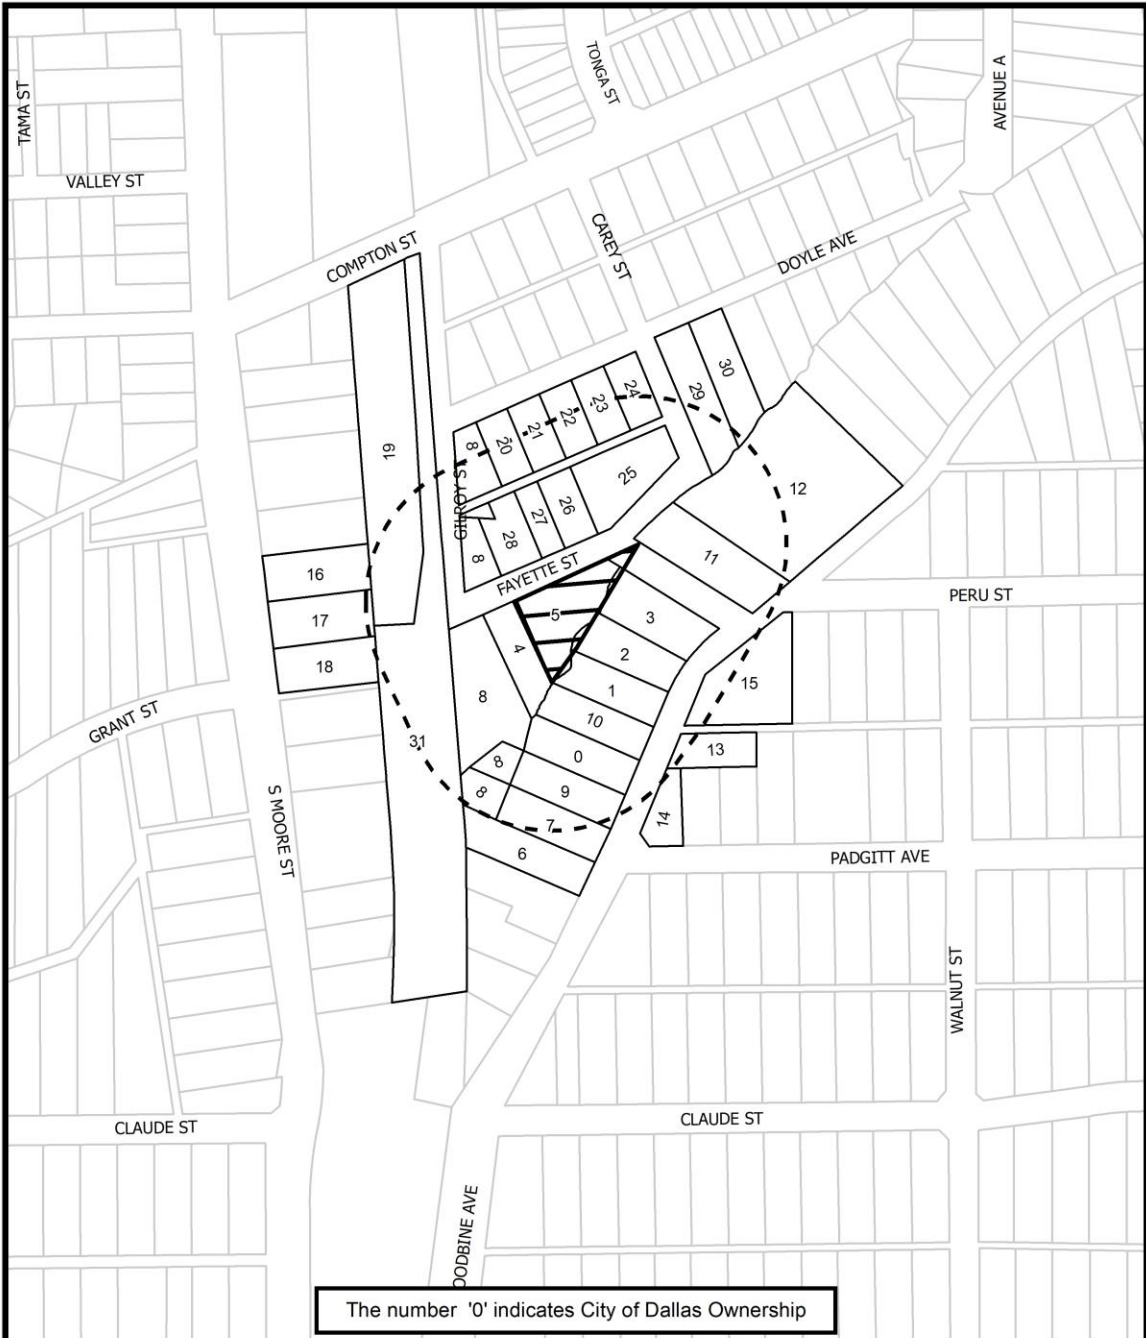 TONGA ST
AVENUE A
TAMA ST
VALLEY ST
CAREY ST
COMPTON ST
DOYLE AVE
30
24
29
23
22
21
19
20
8
25
GILROY ST
12
26
27
28
8
11
FAYETTE ST
16
PERU ST
5
17
3
4
2
18
15
1
8
GRANT ST
10
31
13
0
8
9
8
S MOORE ST
14
7
6
PADGITT AVE
WALNUT ST
CLAUDE ST
CLAUDE ST
OODBINE AVE
The number '0' indicates City of Dallas Ownership